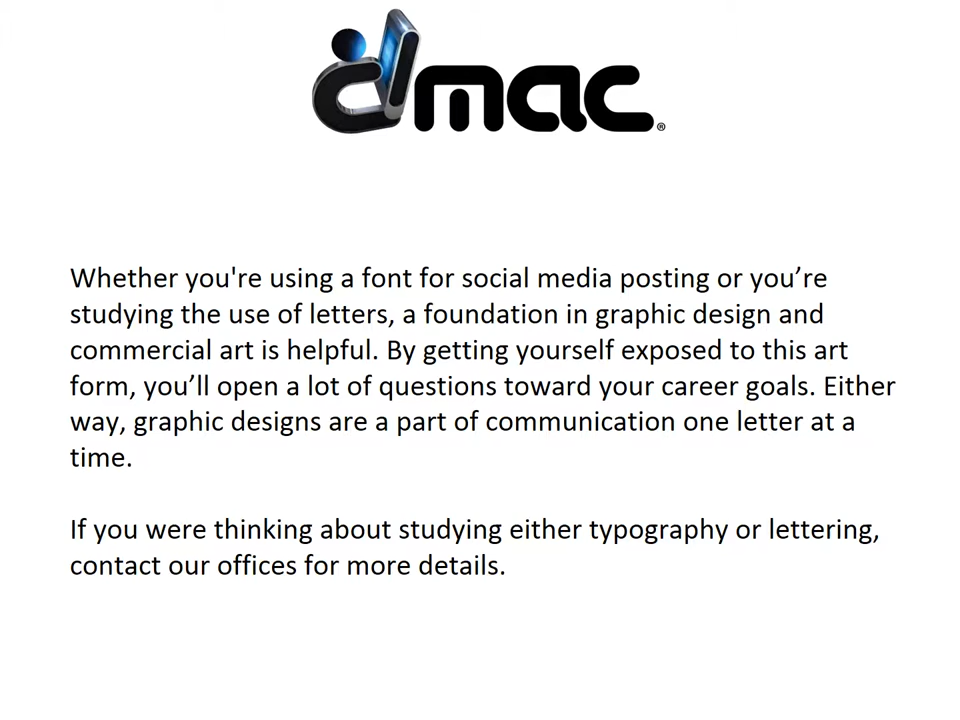 dmac®
Whether you're using a font for social media posting or you’re
studying the use of letters, a foundation in graphic design and
commercial art is helpful. By getting yourself exposed to this art
form, you’ll open a lot of questions toward your career goals. Either
way, graphic designs are a part of communication one letter at a
time.
If you were thinking about studying either typography or lettering,
contact our offices for more details.